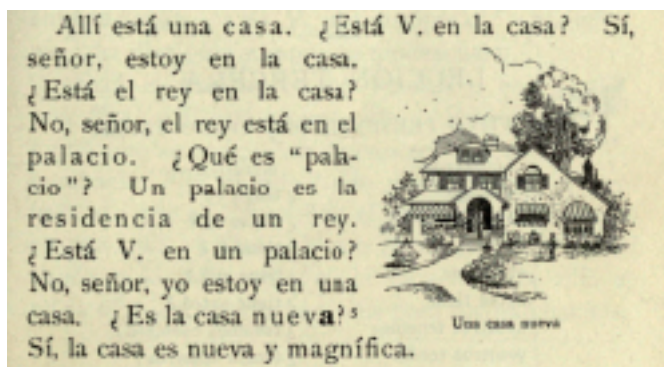 Allí está una casa. ¿Está V. en la casa? Sí,
señor, estoy en la casa.
¿Está el rey en la casa?
No, señor, el rey está en el
palacio. ¿Qué es "pala-
cio"? Un palacio es la
residencia de un rey.
¿Está V. en un palacio?
No, señor, yo estoy en una
casa. ¿Es la casa nueva?⁵
Una casa nueva
Sí, la casa es nueva y magnífica.